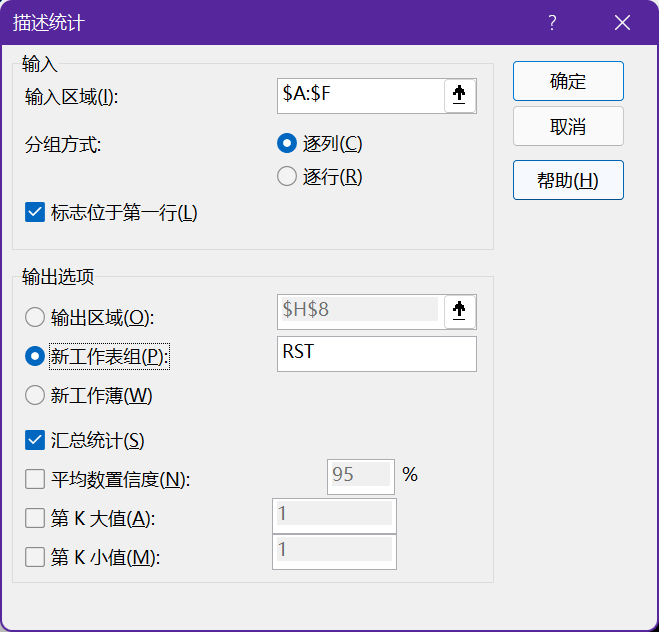 描述统计 ?
输入
输入区域(I): $A:$F
分组方式: 逐列(C)
逐行(R)
标志位于第一行(L)
确定
取消
帮助(H)
输出选项
输出区域(O): $H$8
新工作表组(P): RST
新工作薄(W)
汇总统计(S)
平均数置信度(N): 95 %
第 K 大值(A): 1
第 K 小值(M): 1